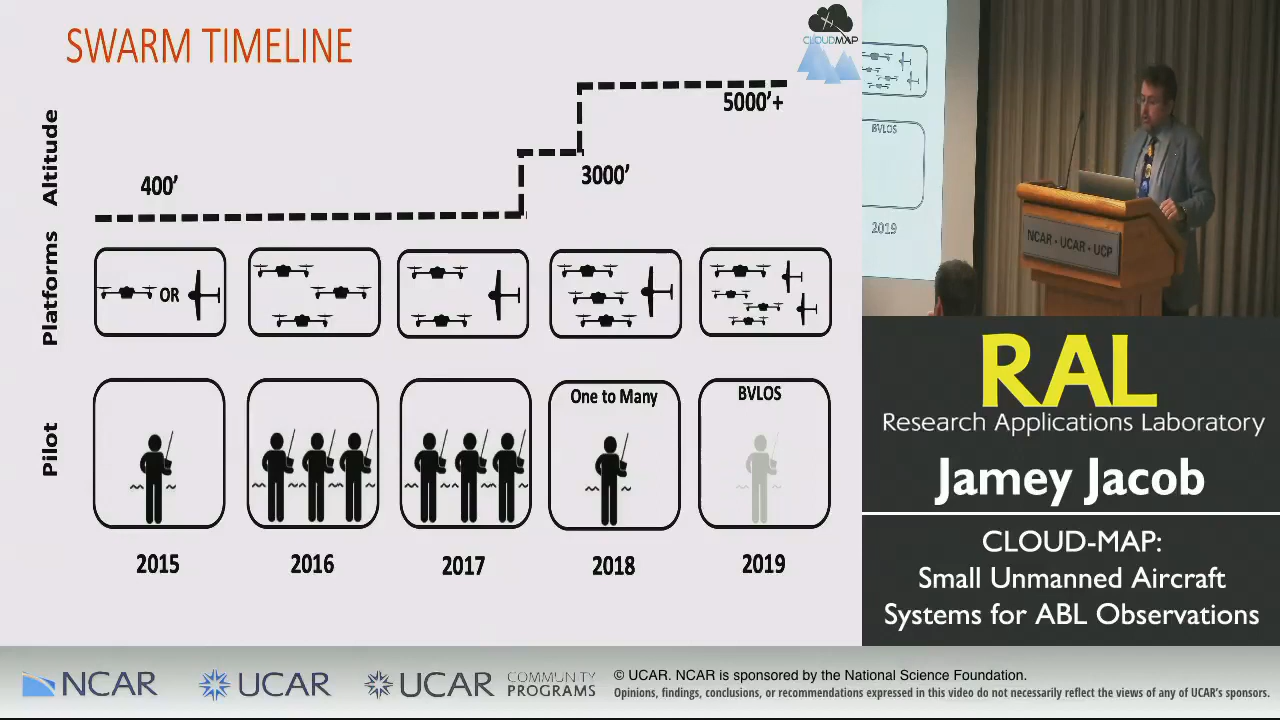 SWARM TIMELINE
CLOUDMAP
Altitude
400’
3000’
5000’+
Platforms
OR
Pilot
One to Many
BVLOS
2015
2016
2017
2018
2019
BVLOS
2019
NCAR • UCAR • UCP
RAL
Research Applications Laboratory
Jamey Jacob
CLOUD-MAP:
Small Unmanned Aircraft
Systems for ABL Observations
NCAR
UCAR
UCAR
COMMUNITY
PROGRAMS
© UCAR. NCAR is sponsored by the National Science Foundation.
Opinions, findings, conclusions, or recommendations expressed in this video do not necessarily reflect the views of any of UCAR's sponsors.